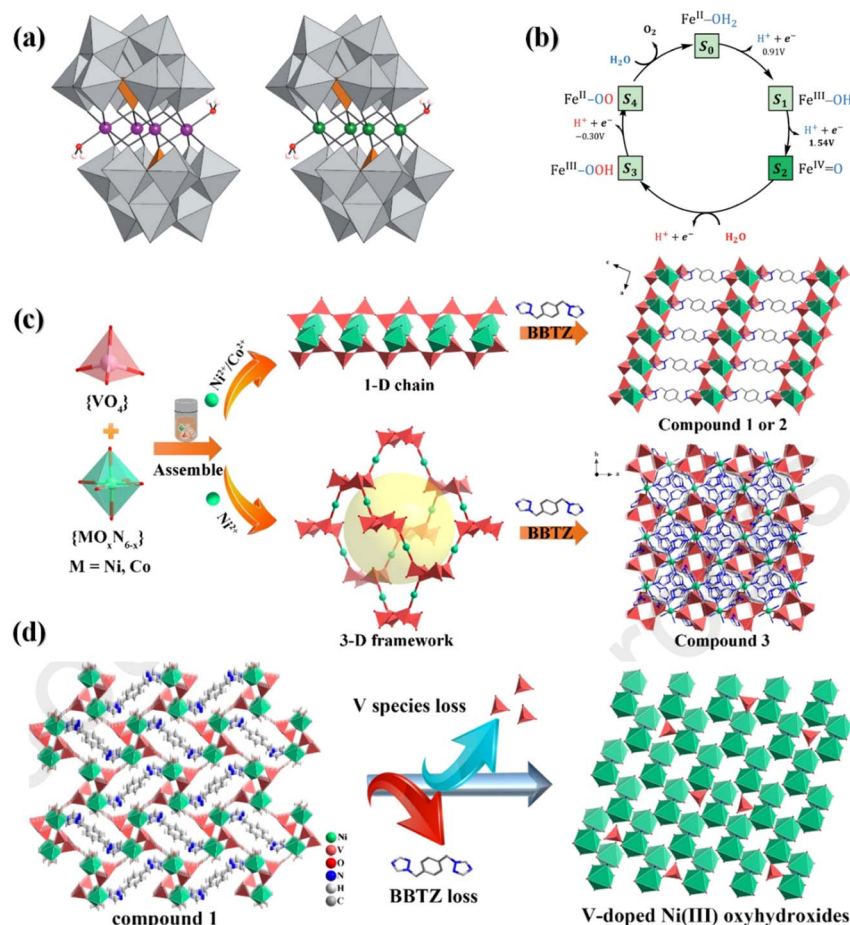 (a)
(b)
Fe^II–OH₂
S₀
H⁺ + e⁻
0.91V
S₁
Fe^III–OH
H⁺ + e⁻
1.54V
S₂
Fe^IV=O
H₂O
H⁺ + e⁻
Fe^III–OOH
S₃
H⁺ + e⁻
−0.30V
Fe^II–OO
S₄
H₂O
O₂
(c)
{VO₄}
+
{MOₓN₆₋ₓ}
M = Ni, Co
Assemble
Ni²⁺/Co²⁺
Ni²⁺
1-D chain
3-D framework
BBTZ
BBTZ
c
a
Compound 1 or 2
b
a
Compound 3
(d)
compound 1
Ni
V
O
N
H
C
V species loss
BBTZ loss
V-doped Ni(III) oxyhydroxides